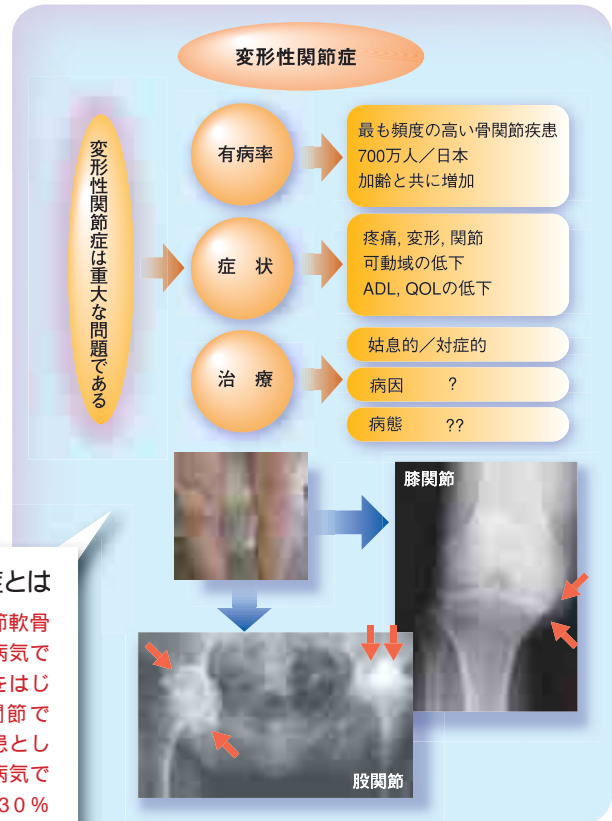 変形性関節症
変形性関節症は重大な問題である
有病率
最も頻度の高い骨関節疾患
700万人／日本
加齢と共に増加
症　状
疼痛, 変形, 関節
可動域の低下
ADL, QOLの低下
治　療
姑息的／対症的
病因　　？
病態　　??
膝関節
股関節
症とは
節軟骨
病気で
をはじ
関節で
患とし
病気で
30％